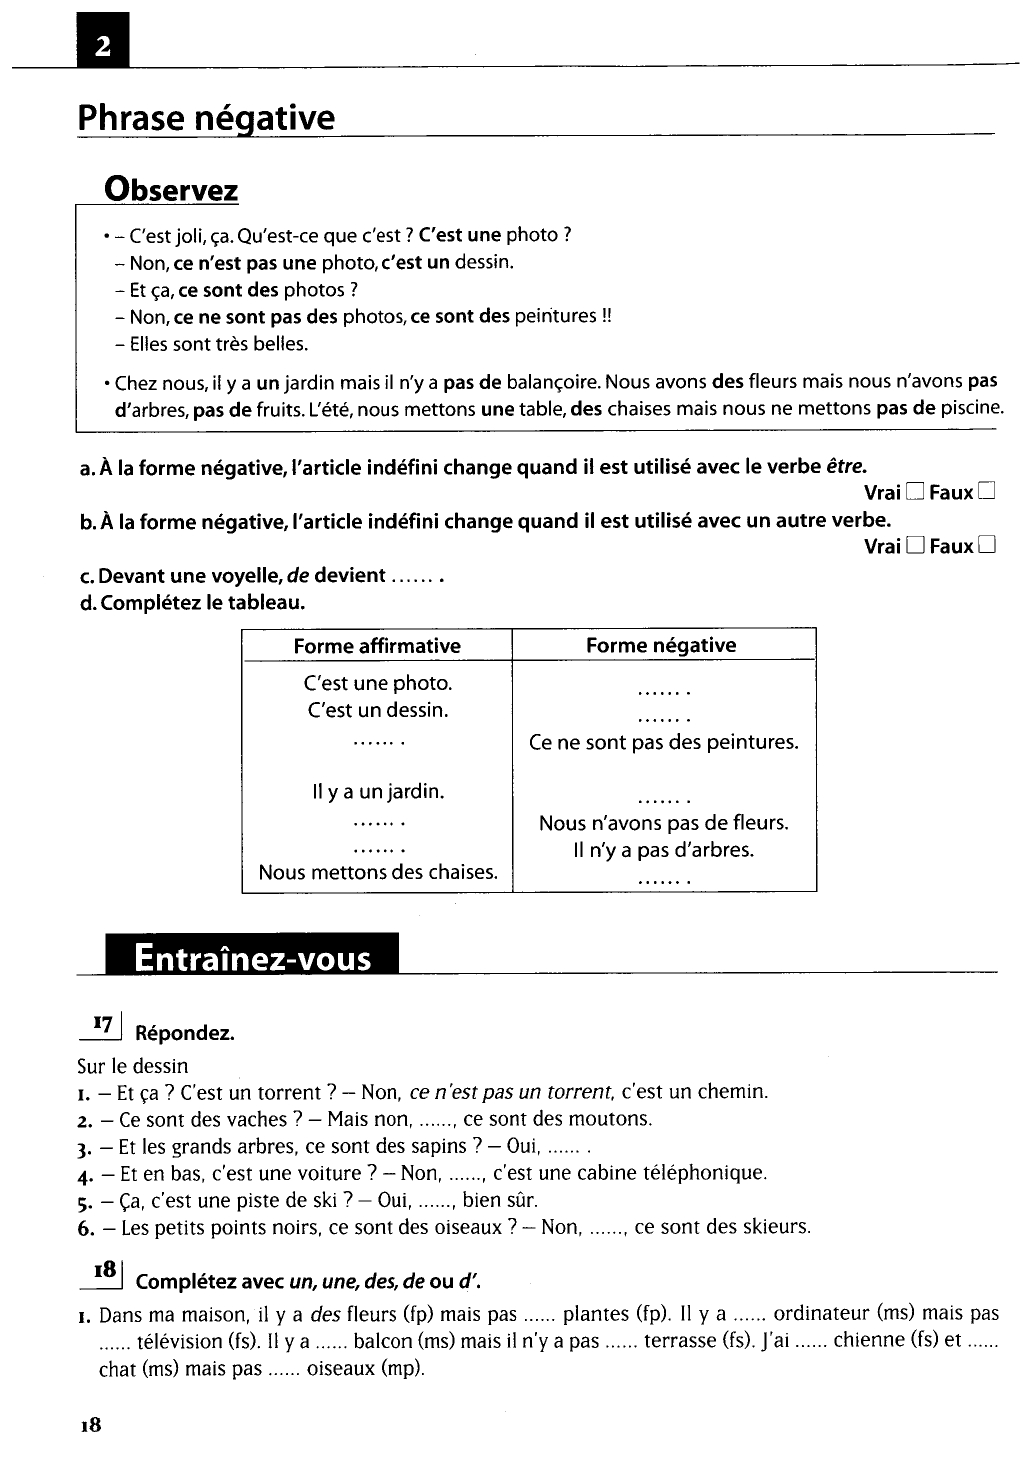 2
Phrase négative
Observez
• – C'est joli, ça. Qu'est-ce que c'est ? C'est une photo ?
– Non, ce n'est pas une photo, c'est un dessin.
– Et ça, ce sont des photos ?
– Non, ce ne sont pas des photos, ce sont des peintures !!
– Elles sont très belles.
• Chez nous, il y a un jardin mais il n'y a pas de balançoire. Nous avons des fleurs mais nous n'avons pas
d'arbres, pas de fruits. L'été, nous mettons une table, des chaises mais nous ne mettons pas de piscine.
a. À la forme négative, l'article indéfini change quand il est utilisé avec le verbe être.
Vrai □ Faux □
b. À la forme négative, l'article indéfini change quand il est utilisé avec un autre verbe.
Vrai □ Faux □
c. Devant une voyelle, de devient ...... .
d. Complétez le tableau.
Forme affirmative Forme négative
C'est une photo. ...... .
C'est un dessin. ...... .
...... . Ce ne sont pas des peintures.
Il y a un jardin. ...... .
...... . Nous n'avons pas de fleurs.
...... . Il n'y a pas d'arbres.
Nous mettons des chaises. ...... .
Entraînez-vous
17 Répondez.
Sur le dessin
1. – Et ça ? C'est un torrent ? – Non, ce n'est pas un torrent, c'est un chemin.
2. – Ce sont des vaches ? – Mais non, ......, ce sont des moutons.
3. – Et les grands arbres, ce sont des sapins ? – Oui, ...... .
4. – Et en bas, c'est une voiture ? – Non, ......, c'est une cabine téléphonique.
5. – Ça, c'est une piste de ski ? – Oui, ......, bien sûr.
6. – Les petits points noirs, ce sont des oiseaux ? – Non, ......, ce sont des skieurs.
18 Complétez avec un, une, des, de ou d'.
1. Dans ma maison, il y a des fleurs (fp) mais pas ...... plantes (fp). Il y a ...... ordinateur (ms) mais pas
...... télévision (fs). Il y a ...... balcon (ms) mais il n'y a pas ...... terrasse (fs). J'ai ...... chienne (fs) et ......
chat (ms) mais pas ...... oiseaux (mp).
18